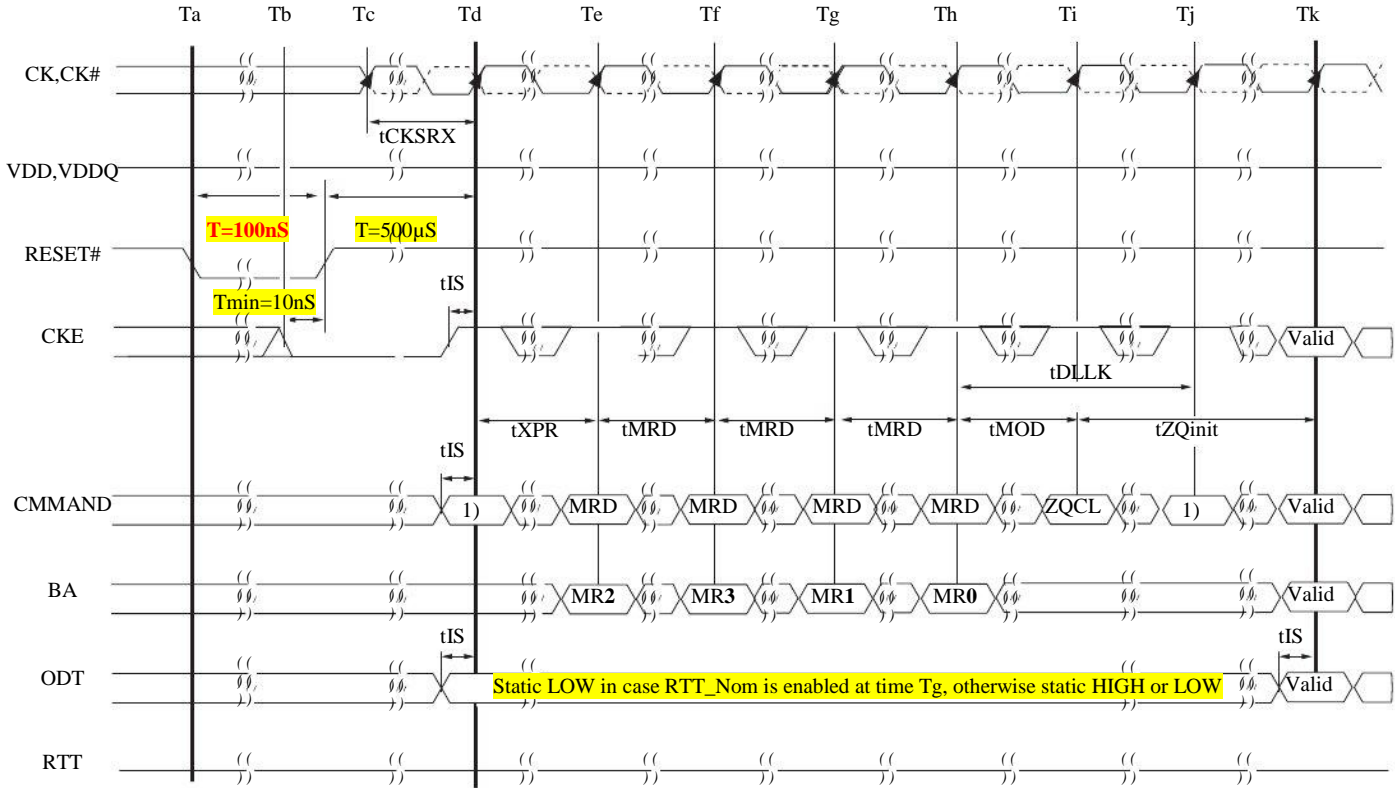 Ta Tb Tc Td Te Tf Tg Th Ti Tj Tk
CK,CK#
tCKSRX
VDD,VDDQ
T=100nS T=500µS
RESET#
Tmin=10nS tIS
CKE Valid
tDLLK
tXPR tMRD tMRD tMRD tMOD tZQinit
tIS
CMMAND 1) MRD MRD MRD MRD ZQCL 1) Valid
BA MR2 MR3 MR1 MR0 Valid
tIS tIS
ODT Static LOW in case RTT_Nom is enabled at time Tg, otherwise static HIGH or LOW Valid
RTT